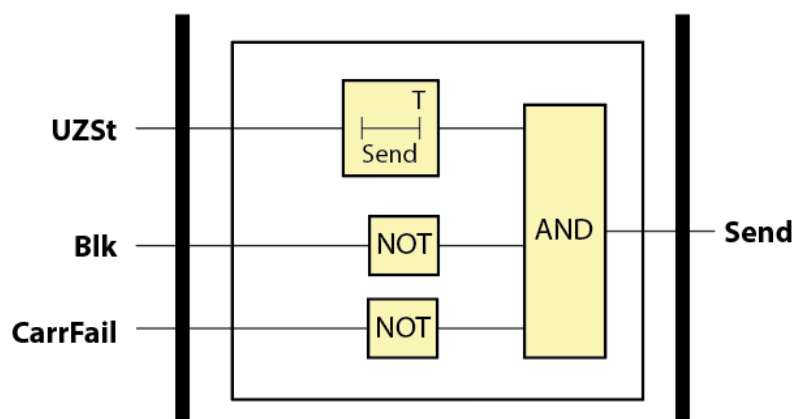 UZSt
T
Send
Blk
NOT
AND
Send
CarrFail
NOT